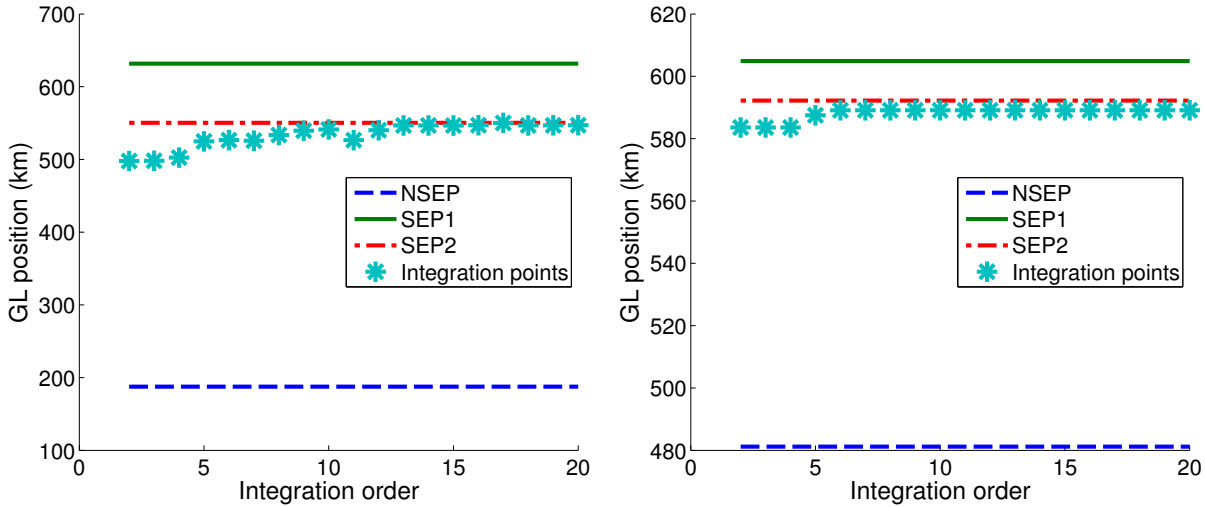 700
600
500
400
300
200
100
GL position (km)
0
5
10
15
20
Integration order
NSEP
SEP1
SEP2
Integration points
620
600
580
560
540
520
500
480
GL position (km)
0
5
10
15
20
Integration order
NSEP
SEP1
SEP2
Integration points